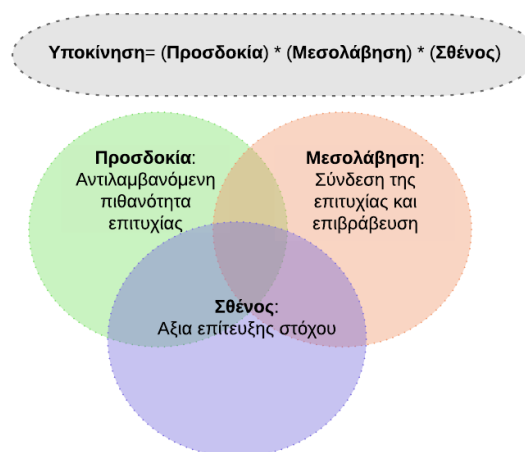 Υποκίνηση= (Προσδοκία) * (Μεσολάβηση) * (Σθένος)
Προσδοκία:
Αντιλαμβανόμενη
πιθανότητα
επιτυχίας
Μεσολάβηση:
Σύνδεση της
επιτυχίας και
επιβράβευση
Σθένος:
Αξια επίτευξης στόχου